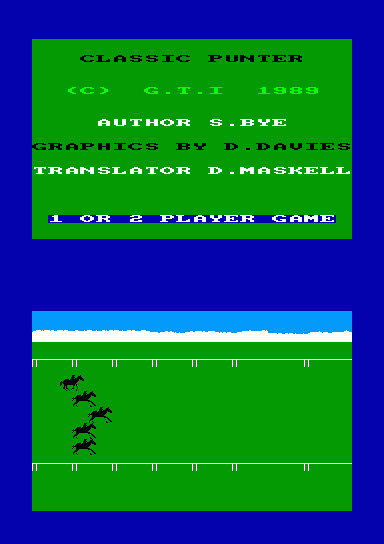 CLASSIC PUNTER
(C) G.T.I 1989
AUTHOR S.BYE
GRAPHICS BY D.DAVIES
TRANSLATOR D.MASKELL
1 OR 2 PLAYER GAME